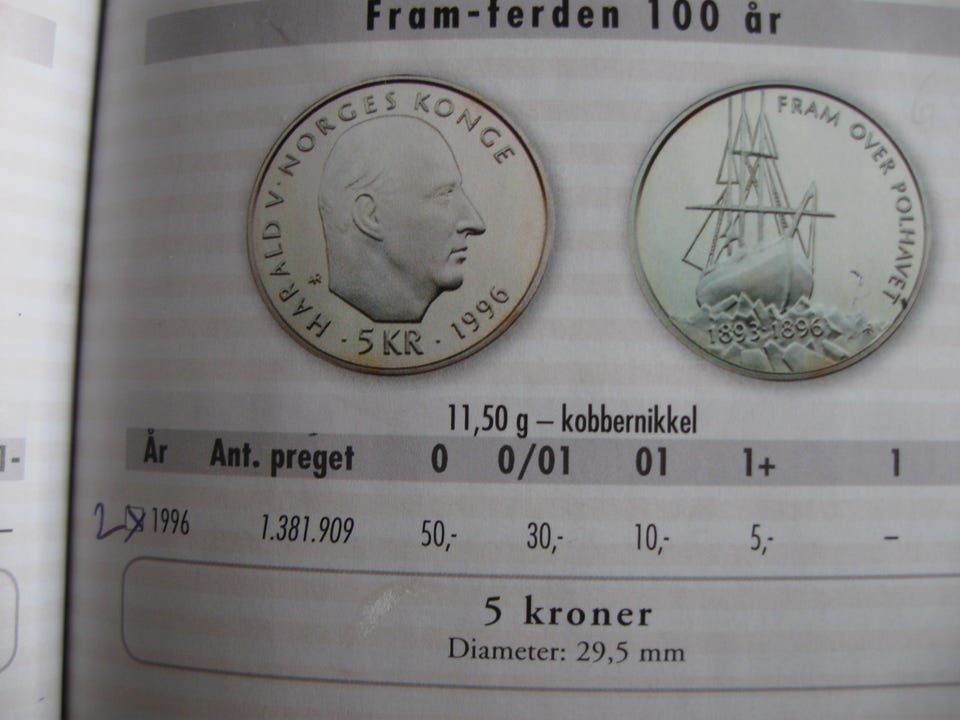 Fram-ferden 100 år
HARALD V · NORGES KONGE
· 5 KR · 1996
FRAM OVER POLHAVET
1893-1896
11,50 g – kobbernikkel
År Ant. preget 0 0/01 01 1+ 1
1-
1996 1.381.909 50,- 30,- 10,- 5,- –
–
5 kroner
Diameter: 29,5 mm